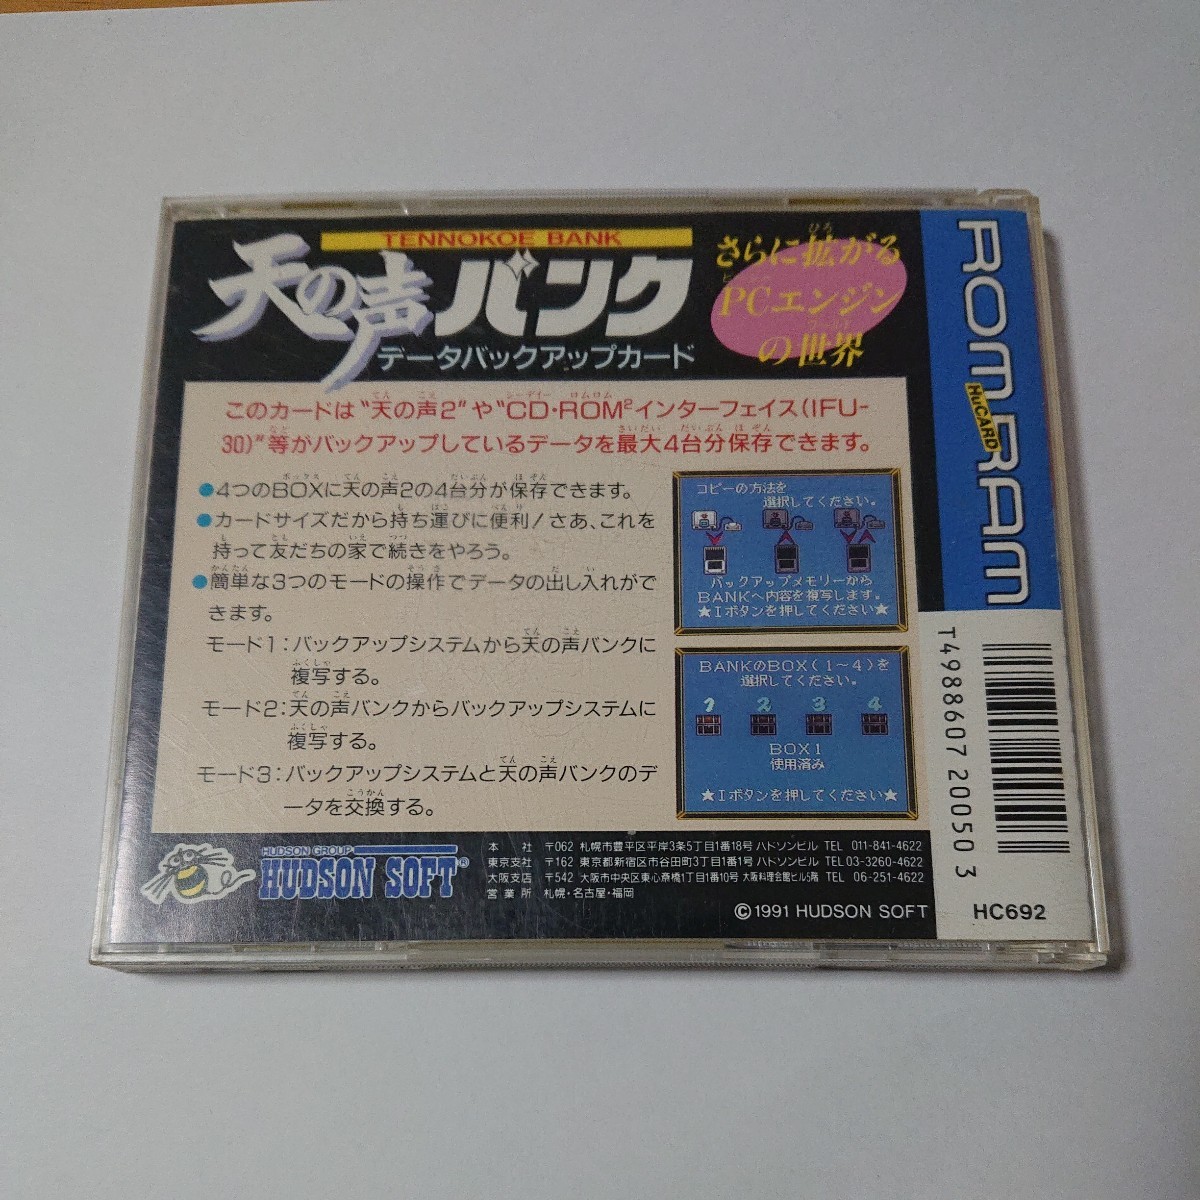 TENNOKOE BANK
天の声バンク
データバックアップカード
さらに拡がる
PCエンジン
の世界
このカードは"天の声2"や"CD・ROM²インターフェイス(IFU-
30)"等がバックアップしているデータを最大4台分保存できます。
●4つのBOXに天の声2の4台分が保存できます。
●カードサイズだから持ち運びに便利!さあ、これを
持って友だちの家で続きをやろう。
●簡単な3つのモードの操作でデータの出し入れがで
きます。
モード1:バックアップシステムから天の声バンクに
複写する。
モード2:天の声バンクからバックアップシステムに
複写する。
モード3:バックアップシステムと天の声バンクのデ
ータを交換する。
コピーの方法を
選択してください。
バックアップメモリーから
BANKへ内容を複写します。
★Iボタンを押してください★
BANKのBOX(1~4)を
選択してください。
1 2 3 4
BOX1
使用済み
★Iボタンを押してください★
HUDSON GROUP
HUDSON SOFT®
本社 〒062 札幌市豊平区平岸3条5丁目1番18号 ハドソンビル TEL 011-841-4622
東京支社 〒162 東京都新宿区市谷田町3丁目1番1号 ハドソンビル TEL 03-3260-4622
大阪支店 〒542 大阪市中央区東心斎橋1丁目1番10号 大阪料理会館ビル5階 TEL 06-251-4622
営業所 札幌・名古屋・福岡
©1991 HUDSON SOFT
ROM RAM
HuCARD
T4988607 20050 3
HC692